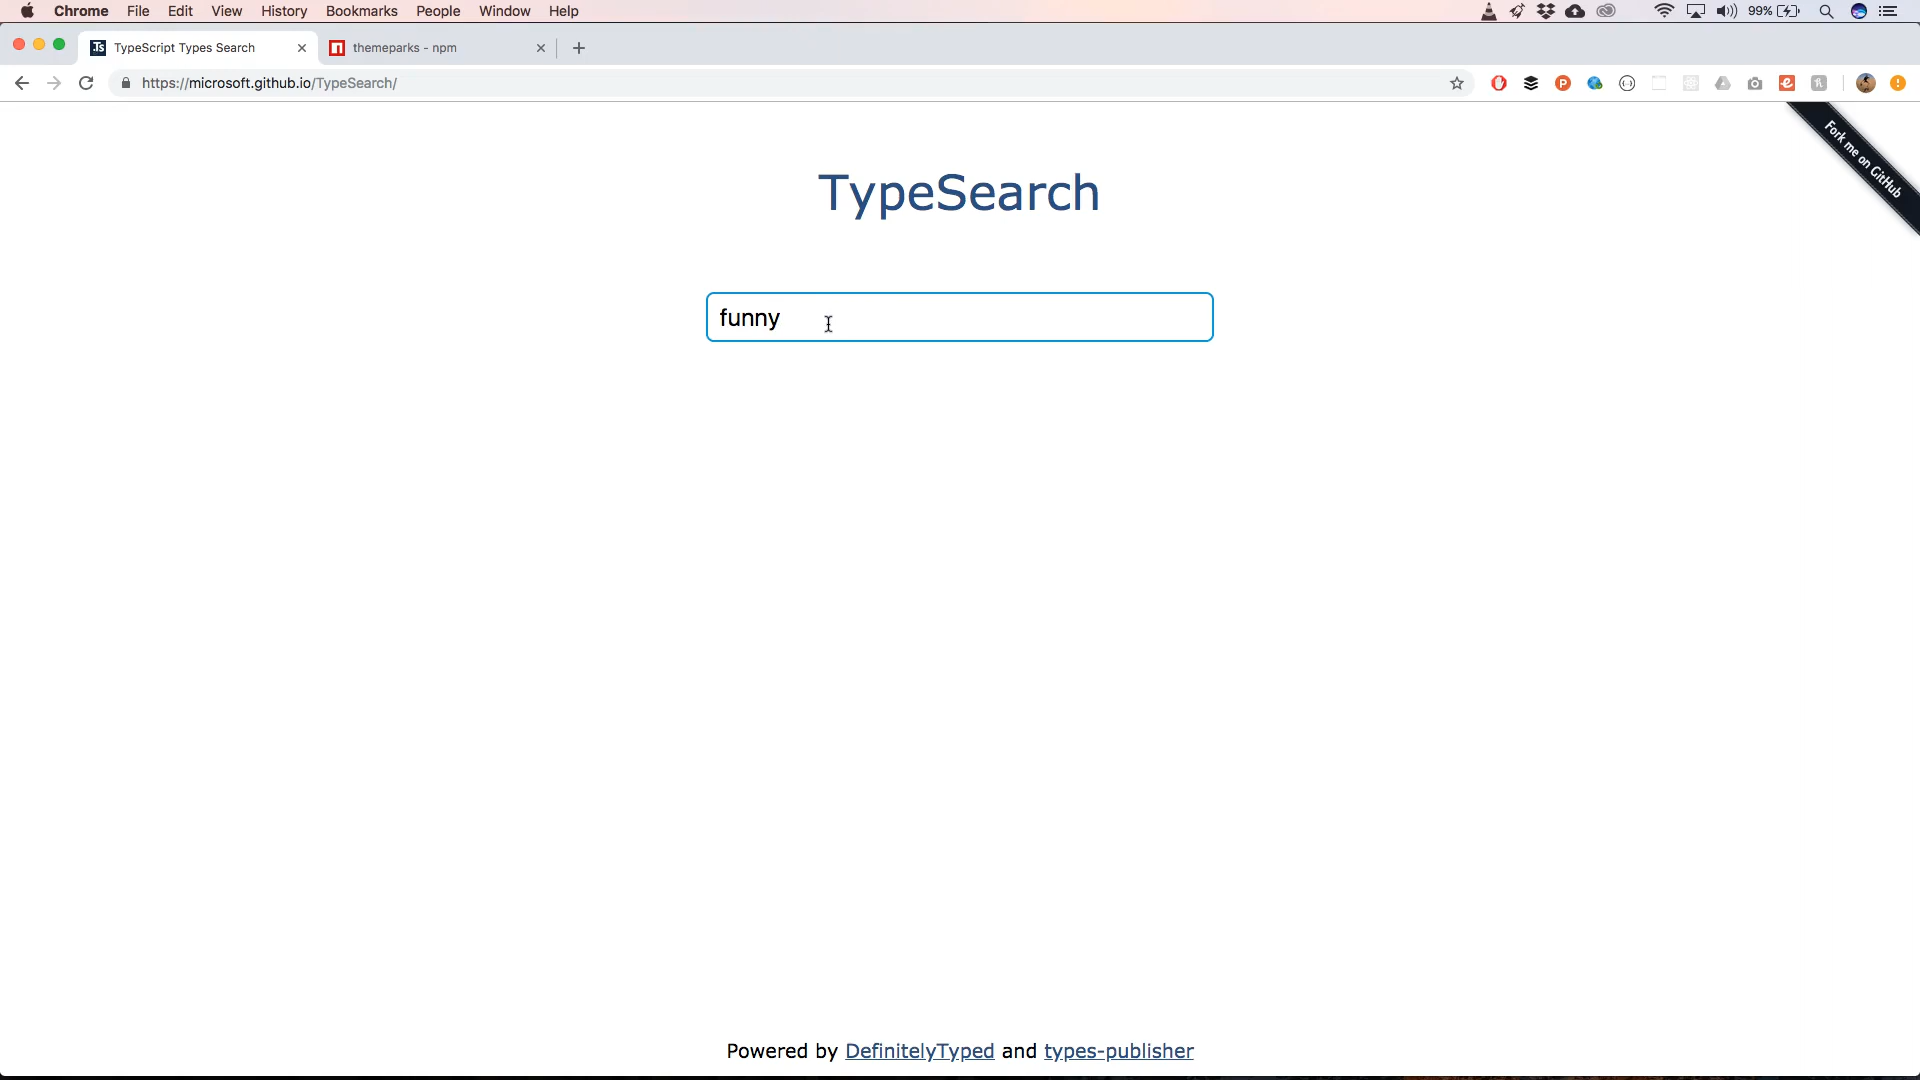 Chrome File Edit View History Bookmarks People Window Help 99%
TypeScript Types Search themeparks - npm
https://microsoft.github.io/TypeSearch/
Fork me on GitHub
TypeSearch
funny
Powered by DefinitelyTyped and types-publisher